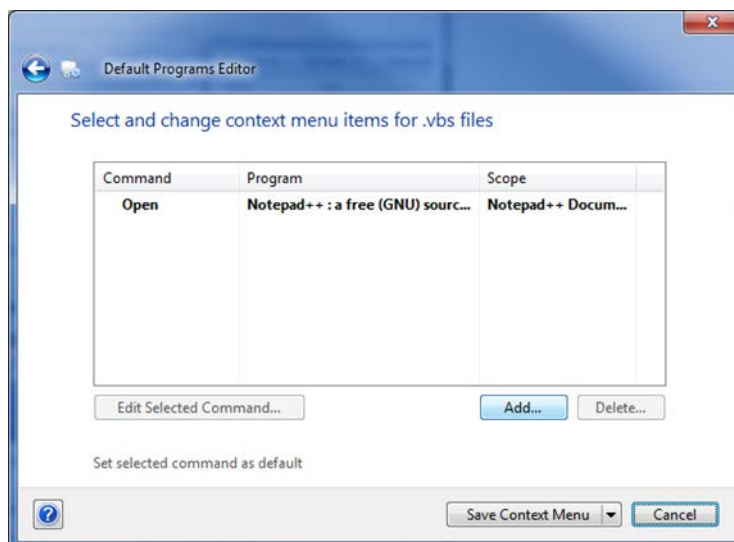 Default Programs Editor
Select and change context menu items for .vbs files
Command Program Scope
Open Notepad++ : a free (GNU) sourc... Notepad++ Docum...
Edit Selected Command... Add... Delete...
Set selected command as default
Save Context Menu Cancel